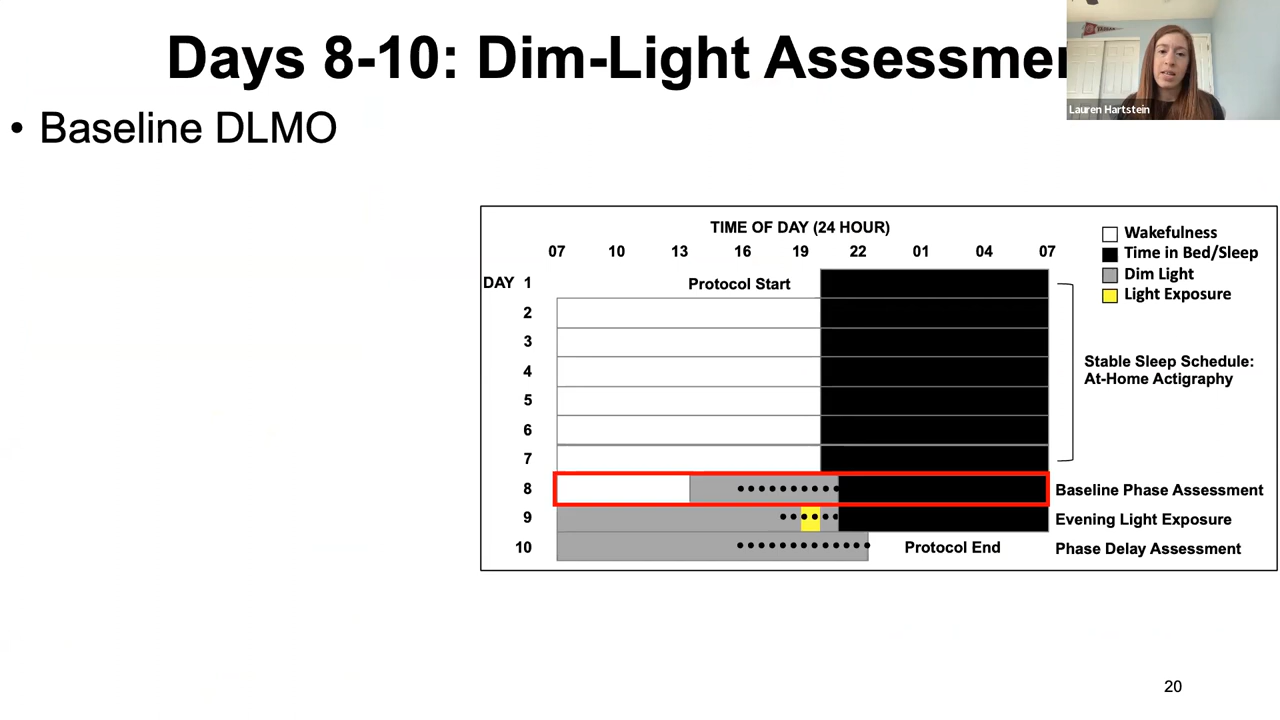 Days 8-10: Dim-Light Assessmen
Lauren Hartstein
• Baseline DLMO
TIME OF DAY (24 HOUR)
07 10 13 16 19 22 01 04 07
Wakefulness
Time in Bed/Sleep
Dim Light
Light Exposure
DAY 1 Protocol Start
2
3
4
5
6
7
Stable Sleep Schedule:
At-Home Actigraphy
8 Baseline Phase Assessment
9 Evening Light Exposure
10 Protocol End Phase Delay Assessment
20